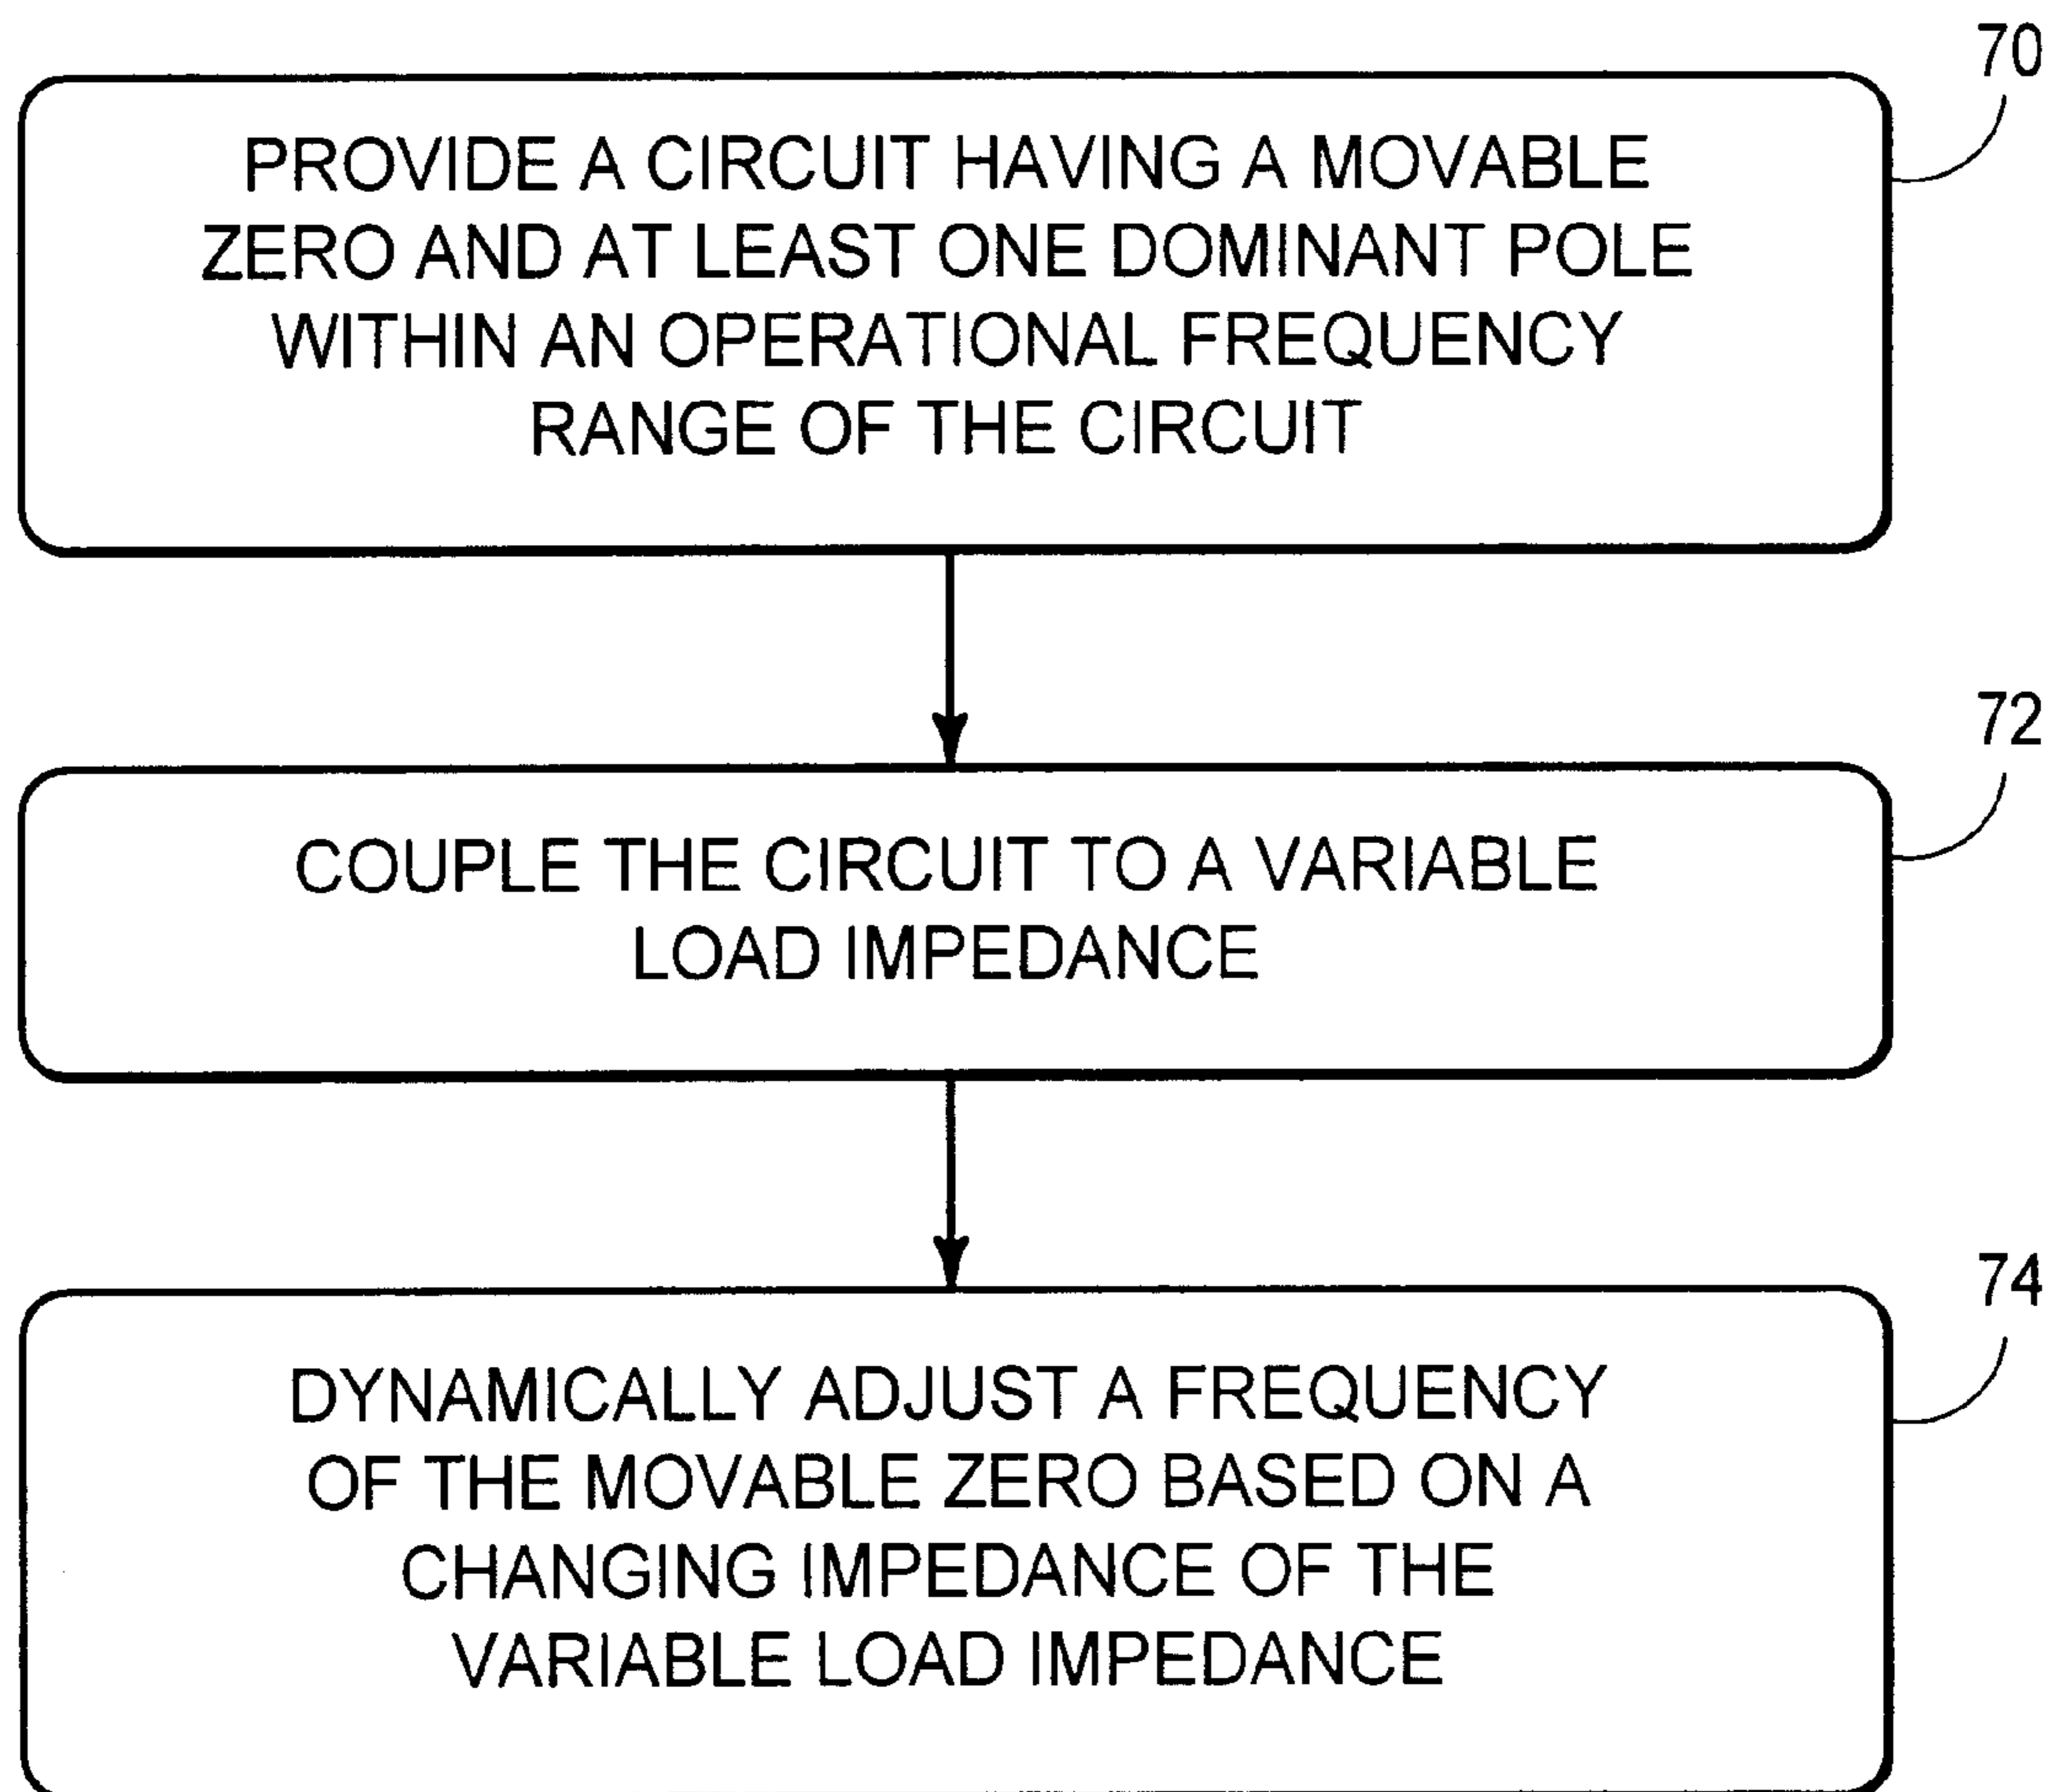 70
PROVIDE A CIRCUIT HAVING A MOVABLE
ZERO AND AT LEAST ONE DOMINANT POLE
WITHIN AN OPERATIONAL FREQUENCY
RANGE OF THE CIRCUIT
72
COUPLE THE CIRCUIT TO A VARIABLE
LOAD IMPEDANCE
74
DYNAMICALLY ADJUST A FREQUENCY
OF THE MOVABLE ZERO BASED ON A
CHANGING IMPEDANCE OF THE
VARIABLE LOAD IMPEDANCE